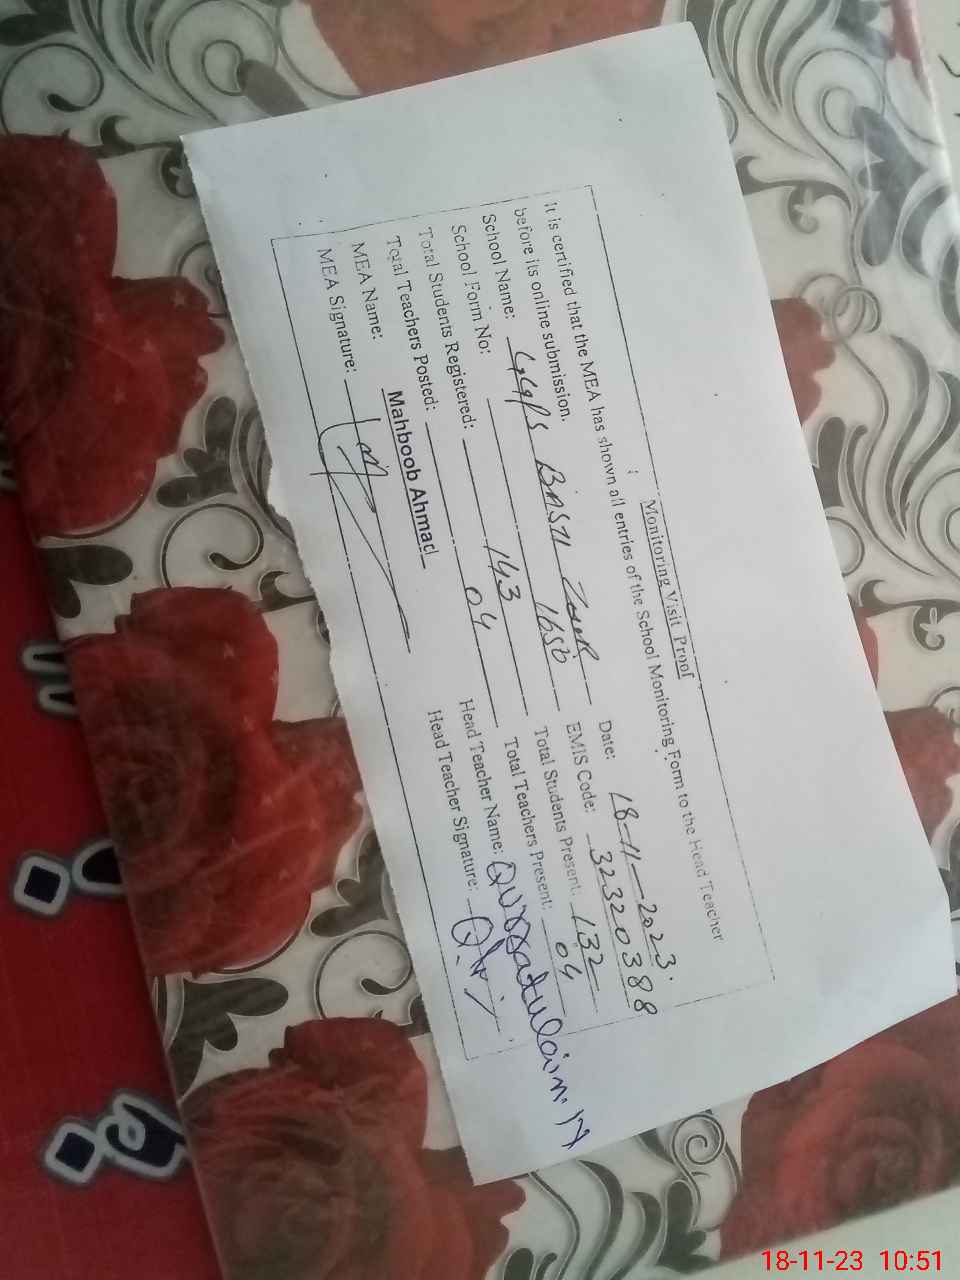 Monitoring Visit Proof
It is certified that the MEA has shown all entries of the School Monitoring Form to the Head Teacher
before its online submission.
Date: 18-11-2023.
School Name: GGPS BASTI
EMIS Code: 32320388
School Form No: 1656
Total Students Present: 132
Total Students Registered: 143
Total Teachers Present: 04
Total Teachers Posted: 04
Head Teacher Name: Qurratulain
MEA Name: Mahboob Ahmad
Head Teacher Signature:
MEA Signature:
18-11-23 10:51